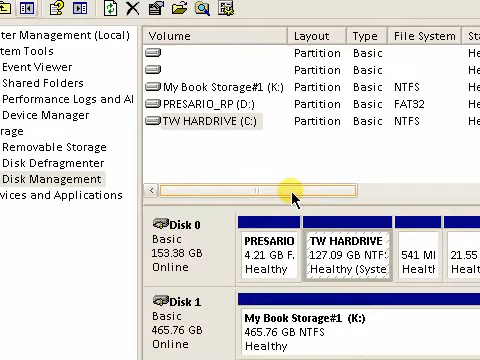 ter Management (Local)
tem Tools
Event Viewer
Shared Folders
Performance Logs and Al
Device Manager
rage
Removable Storage
Disk Defragmenter
Disk Management
vices and Applications
Volume Layout Type File System Sta
Partition Basic He
Partition Basic He
My Book Storage#1 (K:) Partition Basic NTFS He
PRESARIO_RP (D:) Partition Basic FAT32 He
TW HARDRIVE (C:) Partition Basic NTFS He
Disk 0
Basic
153.38 GB
Online
PRESARIO
4.21 GB F.
Healthy
TW HARDRIVE
127.09 GB NTF
Healthy (Syste
541 MI
Healtl
21.55
Health
Disk 1
Basic
465.76 GB
Online
My Book Storage#1 (K:)
465.76 GB NTFS
Healthy